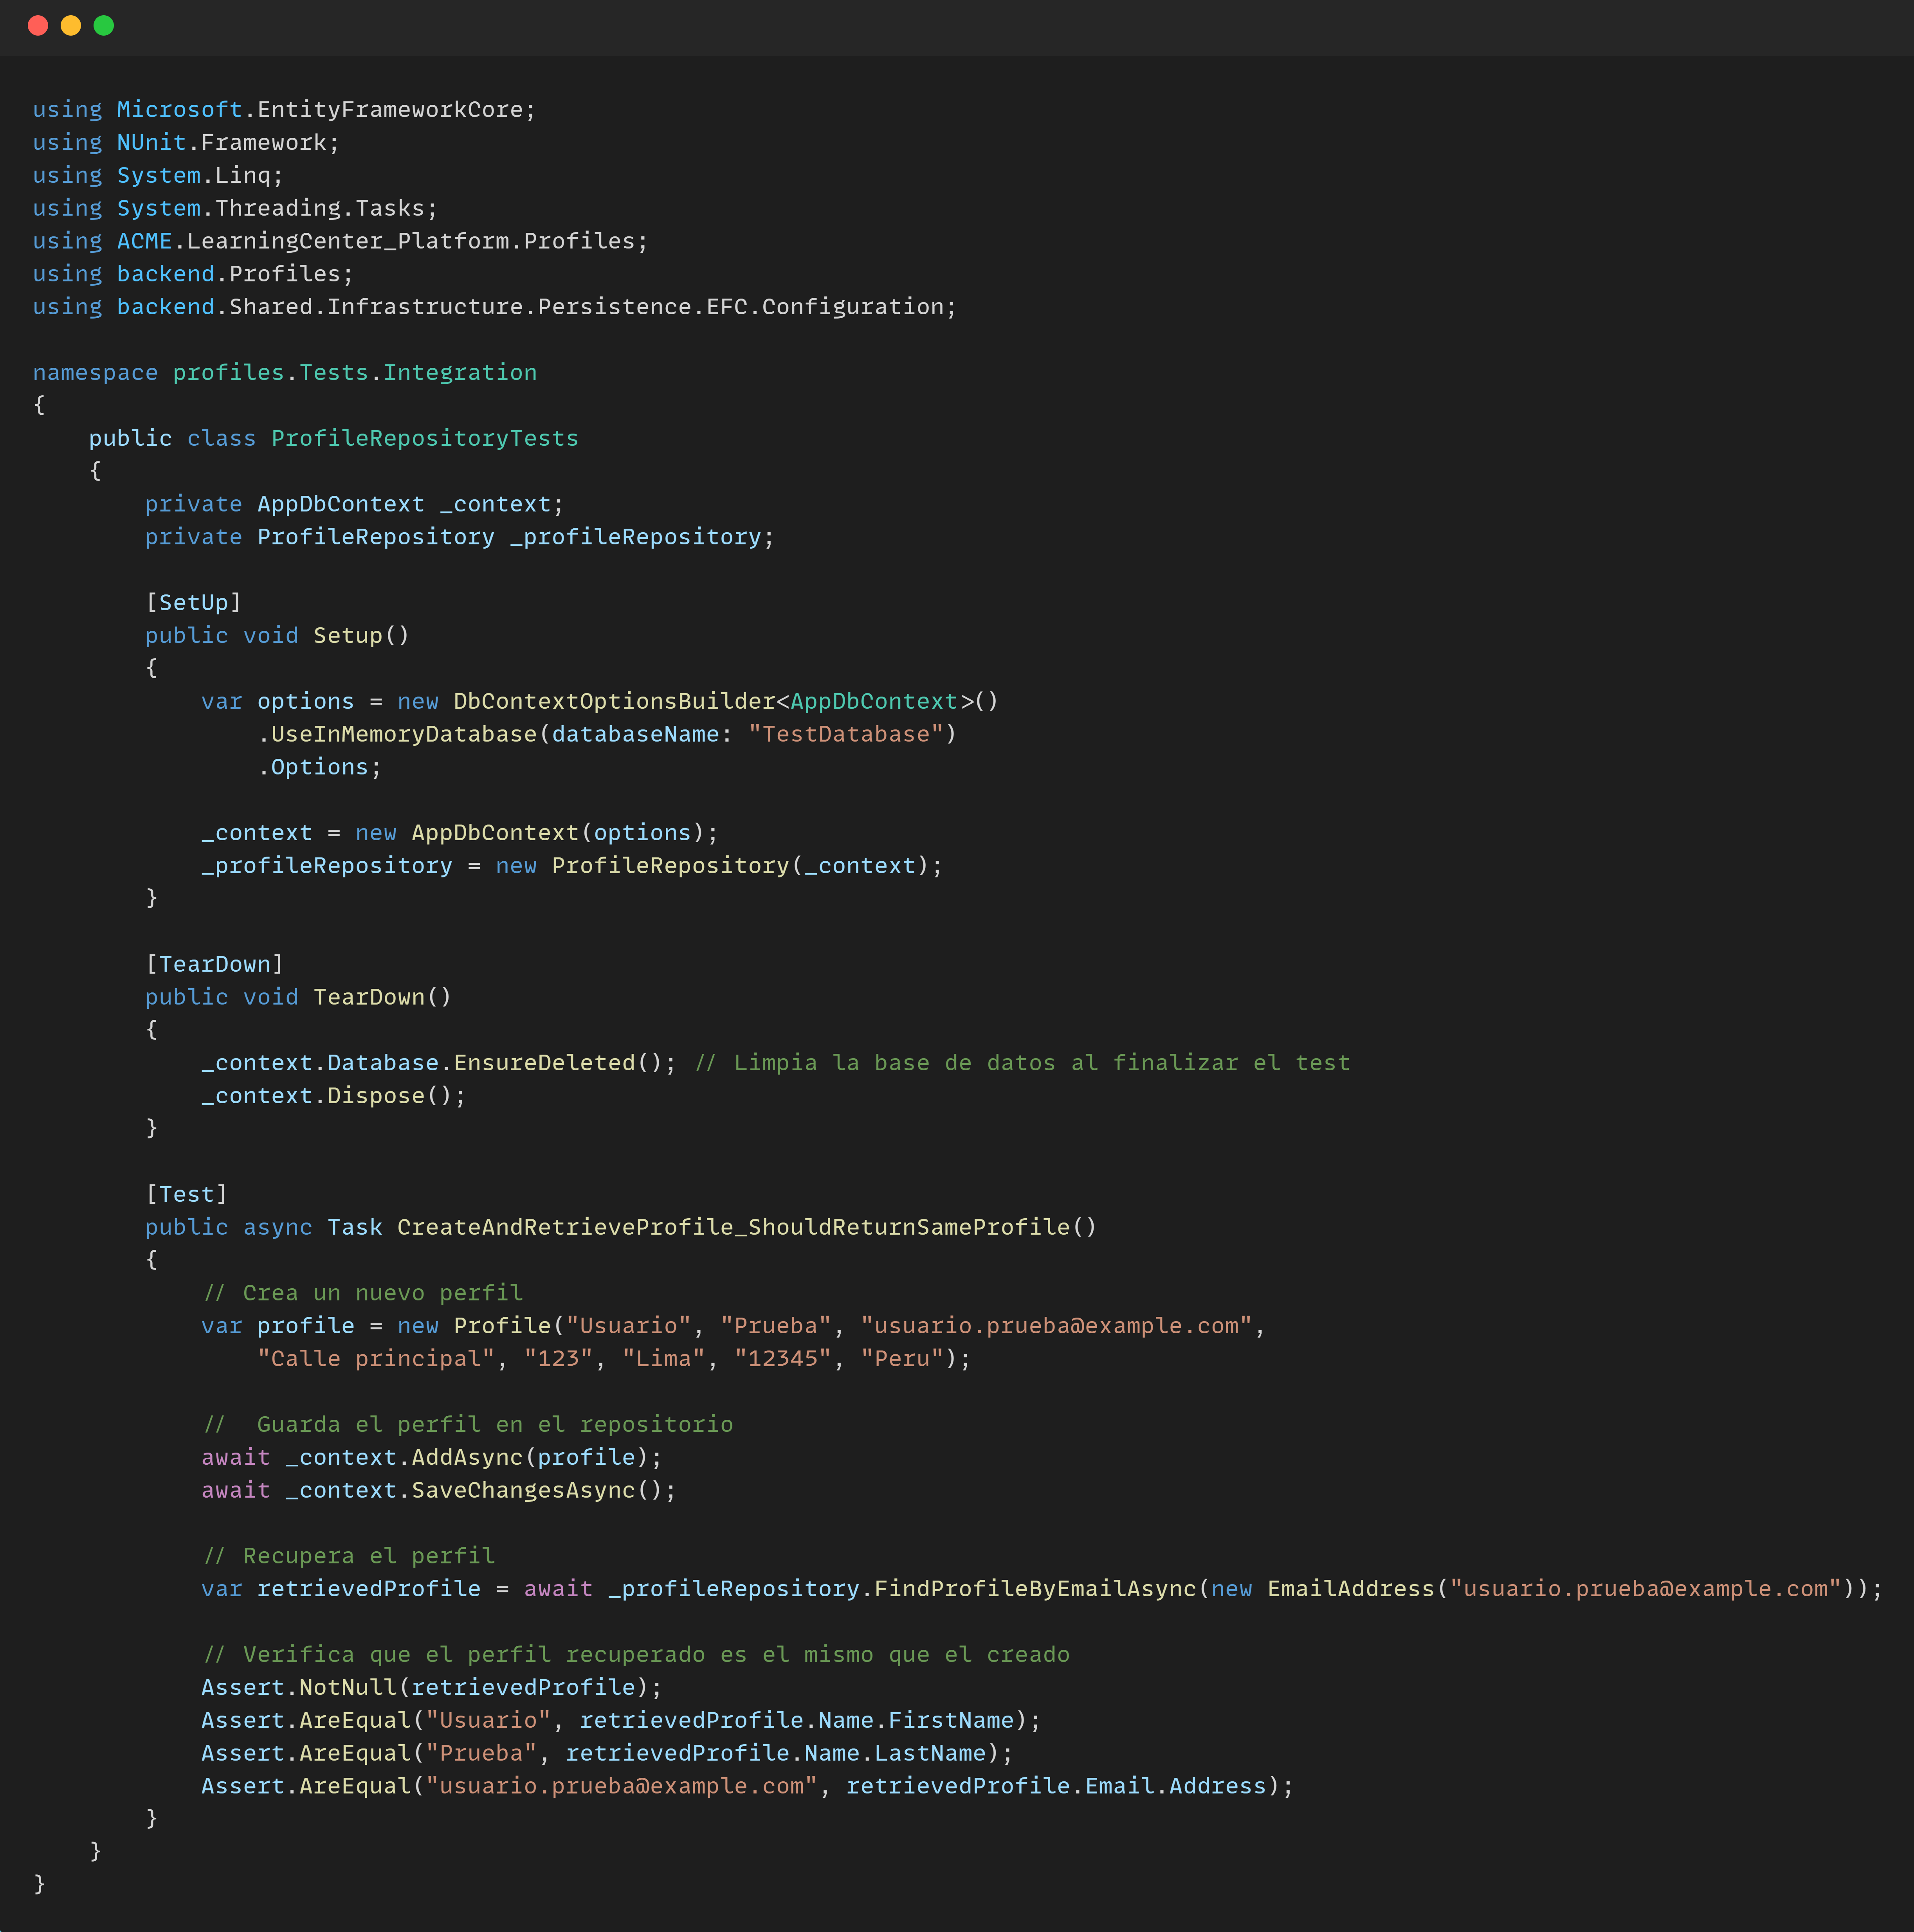 using Microsoft.EntityFrameworkCore;
using NUnit.Framework;
using System.Linq;
using System.Threading.Tasks;
using ACME.LearningCenter_Platform.Profiles;
using backend.Profiles;
using backend.Shared.Infrastructure.Persistence.EFC.Configuration;

namespace profiles.Tests.Integration
{
    public class ProfileRepositoryTests
    {
        private AppDbContext _context;
        private ProfileRepository _profileRepository;

        [SetUp]
        public void Setup()
        {
            var options = new DbContextOptionsBuilder<AppDbContext>()
                .UseInMemoryDatabase(databaseName: "TestDatabase")
                .Options;

            _context = new AppDbContext(options);
            _profileRepository = new ProfileRepository(_context);
        }

        [TearDown]
        public void TearDown()
        {
            _context.Database.EnsureDeleted(); // Limpia la base de datos al finalizar el test
            _context.Dispose();
        }

        [Test]
        public async Task CreateAndRetrieveProfile_ShouldReturnSameProfile()
        {
            // Crea un nuevo perfil
            var profile = new Profile("Usuario", "Prueba", "usuario.prueba@example.com",
                "Calle principal", "123", "Lima", "12345", "Peru");

            //  Guarda el perfil en el repositorio
            await _context.AddAsync(profile);
            await _context.SaveChangesAsync();

            // Recupera el perfil
            var retrievedProfile = await _profileRepository.FindProfileByEmailAsync(new EmailAddress("usuario.prueba@example.com"));

            // Verifica que el perfil recuperado es el mismo que el creado
            Assert.NotNull(retrievedProfile);
            Assert.AreEqual("Usuario", retrievedProfile.Name.FirstName);
            Assert.AreEqual("Prueba", retrievedProfile.Name.LastName);
            Assert.AreEqual("usuario.prueba@example.com", retrievedProfile.Email.Address);
        }
    }
}